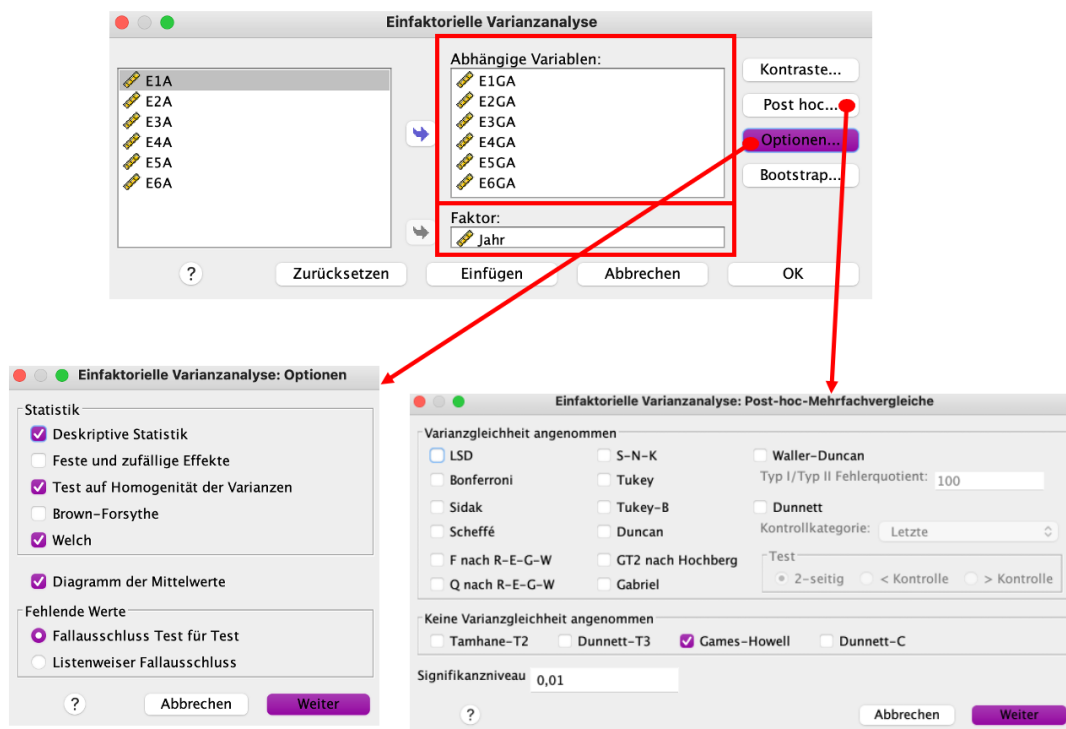 Einfaktorielle Varianzanalyse
E1A
E2A
E3A
E4A
E5A
E6A
Abhängige Variablen:
E1GA
E2GA
E3GA
E4GA
E5GA
E6GA
Faktor:
Jahr
Kontraste...
Post hoc...
Optionen...
Bootstrap...
?
Zurücksetzen
Einfügen
Abbrechen
OK
Einfaktorielle Varianzanalyse: Optionen
Statistik
Deskriptive Statistik
Feste und zufällige Effekte
Test auf Homogenität der Varianzen
Brown-Forsythe
Welch
Diagramm der Mittelwerte
Fehlende Werte
Fallausschluss Test für Test
Listenweiser Fallausschluss
?
Abbrechen
Weiter
Einfaktorielle Varianzanalyse: Post-hoc-Mehrfachvergleiche
Varianzgleichheit angenommen
LSD
Bonferroni
Sidak
Scheffé
F nach R-E-G-W
Q nach R-E-G-W
S-N-K
Tukey
Tukey-B
Duncan
GT2 nach Hochberg
Gabriel
Waller-Duncan
Typ I/Typ II Fehlerquotient: 100
Dunnett
Kontrollkategorie: Letzte
Test
2-seitig < Kontrolle > Kontrolle
Keine Varianzgleichheit angenommen
Tamhane-T2 Dunnett-T3 Games-Howell Dunnett-C
Signifikanzniveau 0,01
?
Abbrechen
Weiter